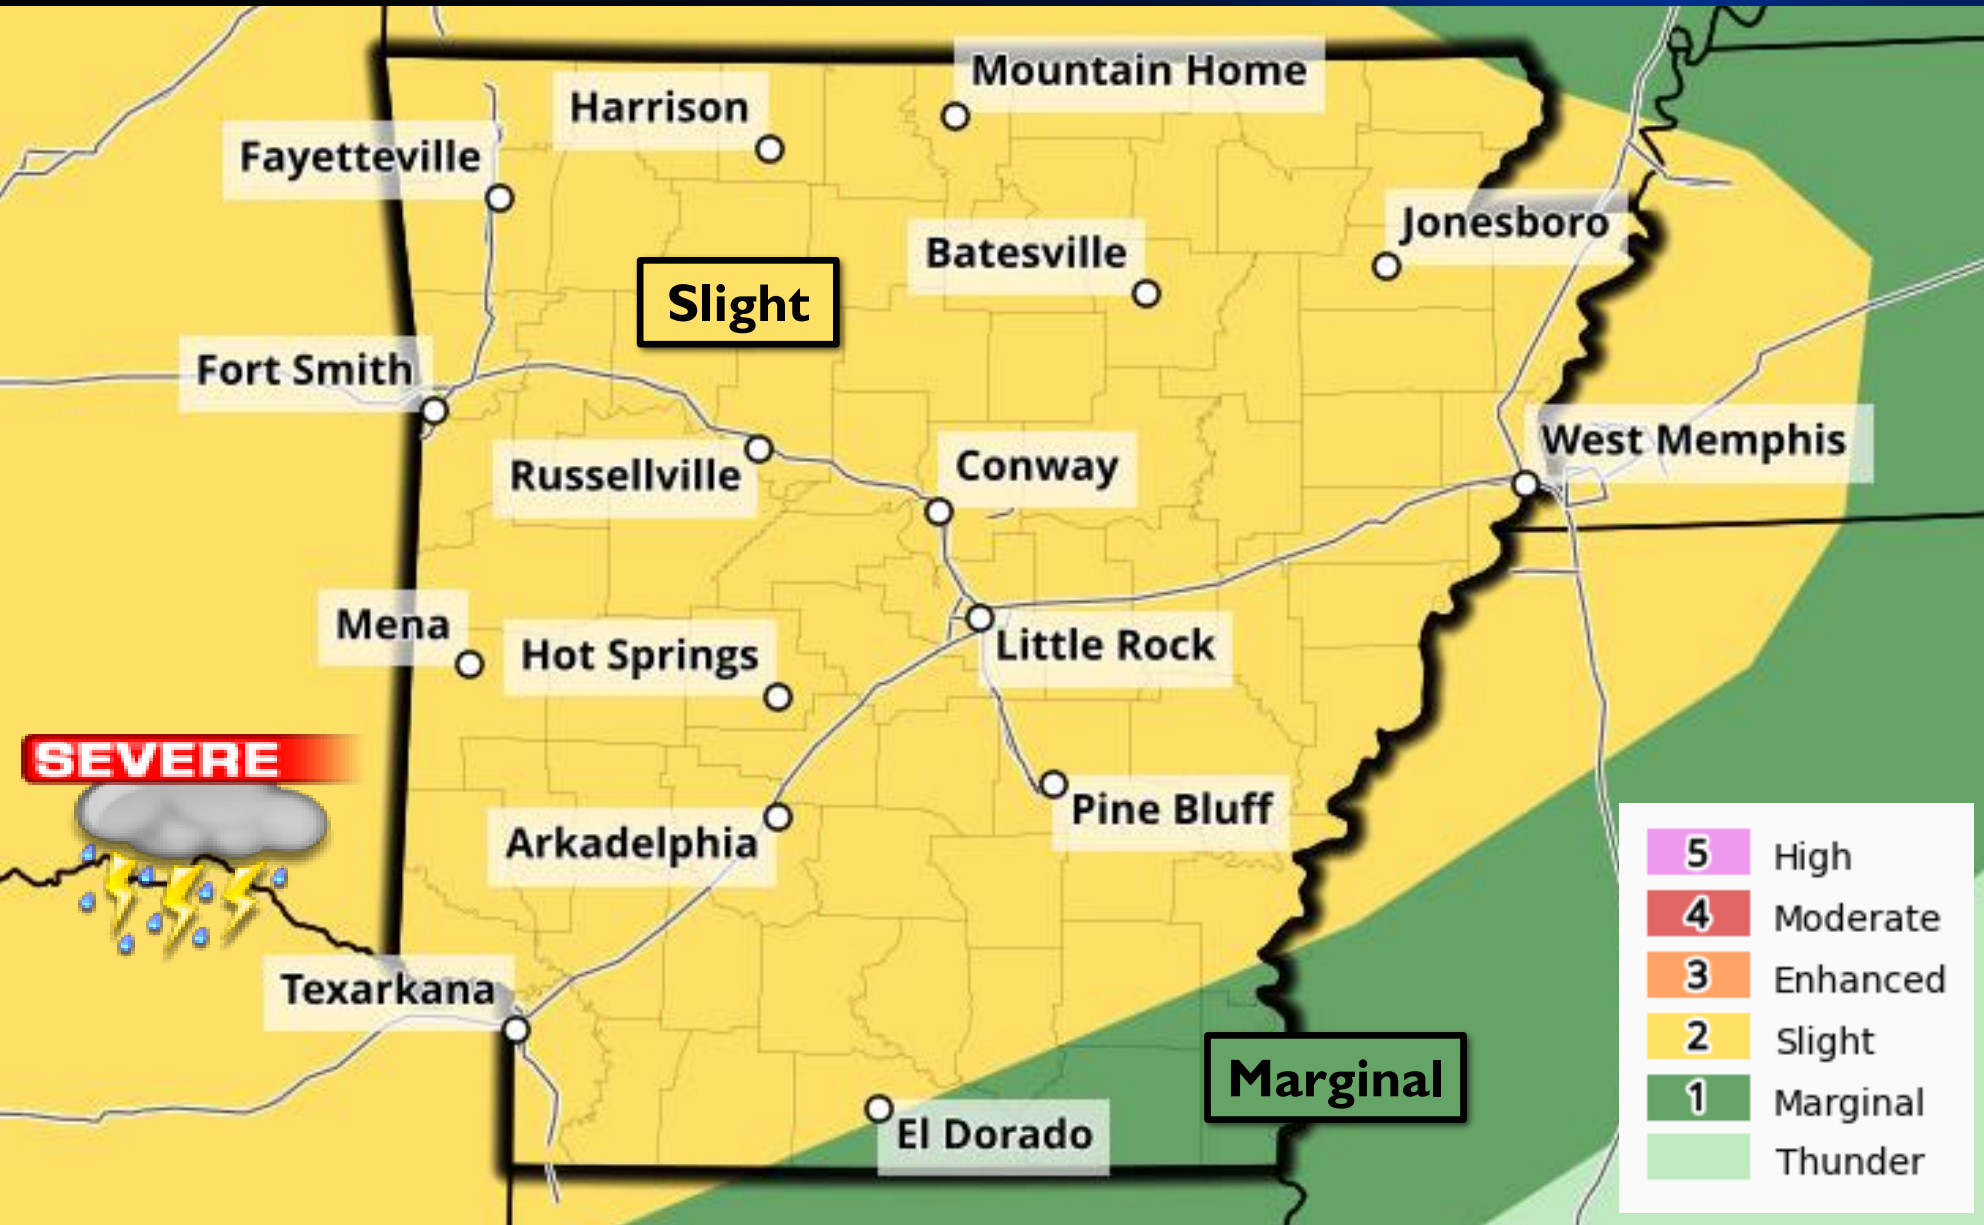 Mountain Home
Harrison
Fayetteville
Jonesboro
Batesville
Slight
Fort Smith
West Memphis
Russellville
Conway
Mena
Hot Springs
Little Rock
SEVERE
Pine Bluff
Arkadelphia
Texarkana
Marginal
El Dorado
5 High
4 Moderate
3 Enhanced
2 Slight
1 Marginal
Thunder